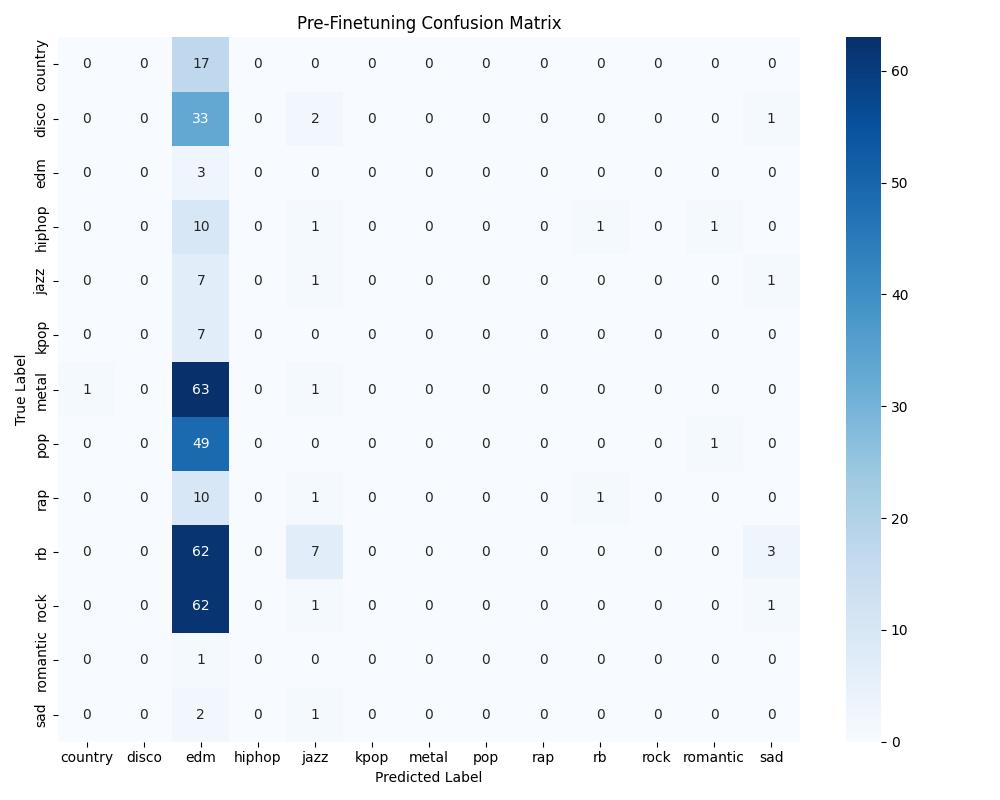 Pre-Finetuning Confusion Matrix
True Label
country 0 0 17 0 0 0 0 0 0 0 0 0 0
disco 0 0 33 0 2 0 0 0 0 0 0 0 1
edm 0 0 3 0 0 0 0 0 0 0 0 0 0
hiphop 0 0 10 0 1 0 0 0 0 1 0 1 0
jazz 0 0 7 0 1 0 0 0 0 0 0 0 1
kpop 0 0 7 0 0 0 0 0 0 0 0 0 0
metal 1 0 63 0 1 0 0 0 0 0 0 0 0
pop 0 0 49 0 0 0 0 0 0 0 0 1 0
rap 0 0 10 0 1 0 0 0 0 1 0 0 0
rb 0 0 62 0 7 0 0 0 0 0 0 0 3
rock 0 0 62 0 1 0 0 0 0 0 0 0 1
romantic 0 0 1 0 0 0 0 0 0 0 0 0 0
sad 0 0 2 0 1 0 0 0 0 0 0 0 0
country disco edm hiphop jazz kpop metal pop rap rb rock romantic sad
Predicted Label
60
50
40
30
20
10
0